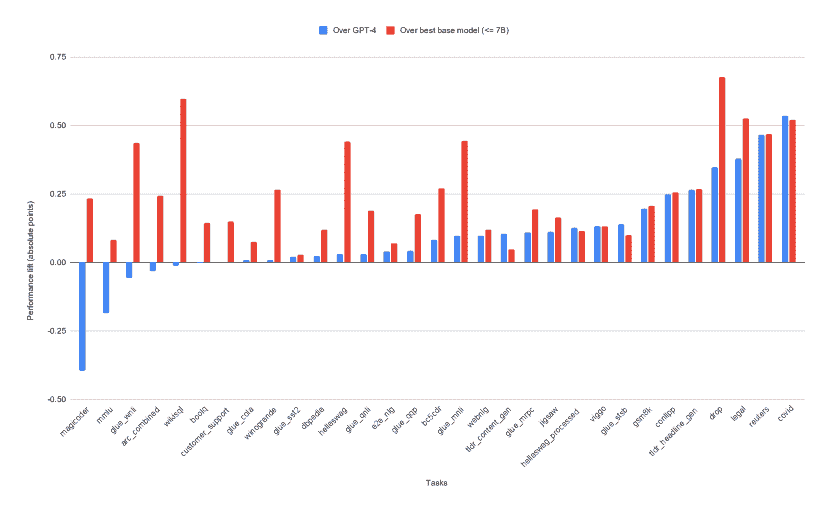 Over GPT-4 Over best base model (<= 7B)
0.75
0.50
0.25
0.00
-0.25
-0.50
Performance lift (absolute points)
magicoder
mmlu
glue_wnli
arc_combined
wikisql
boolq
customer_support
glue_cola
winogrande
glue_sst2
dbpedia
hellaswag
glue_qnli
e2e_nlg
glue_qqp
bc5cdr
glue_mnli
webnlg
tldr_content_gen
glue_mrpc
jigsaw
hellaswag_processed
viggo
glue_stsb
gsm8k
conllpp
tldr_headline_gen
drop
legal
reuters
covid
Tasks